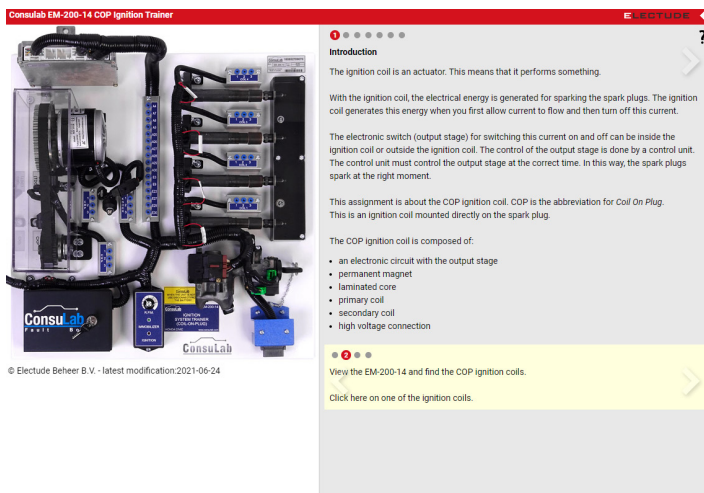 Consulab EM-200-14 COP Ignition Trainer
ELECTUDE
1
?
Introduction
The ignition coil is an actuator. This means that it performs something.
With the ignition coil, the electrical energy is generated for sparking the spark plugs. The ignition
coil generates this energy when you first allow current to flow and then turn off this current.
The electronic switch (output stage) for switching this current on and off can be inside the
ignition coil or outside the ignition coil. The control of the output stage is done by a control unit.
The control unit must control the output stage at the correct time. In this way, the spark plugs
spark at the right moment.
This assignment is about the COP ignition coil. COP is the abbreviation for Coil On Plug.
This is an ignition coil mounted directly on the spark plug.
The COP ignition coil is composed of:
• an electronic circuit with the output stage
• permanent magnet
• laminated core
• primary coil
• secondary coil
• high voltage connection
2
View the EM-200-14 and find the COP ignition coils.
Click here on one of the ignition coils.
ConsuLab
Fault Bo
R.P.M.
IMMOBILIZER
IGNITION
ConsuLab
IGNITION
SYSTEM TRAINER
(COIL-ON-PLUG)
ConsuLab
© Electude Beheer B.V. - latest modification:2021-06-24